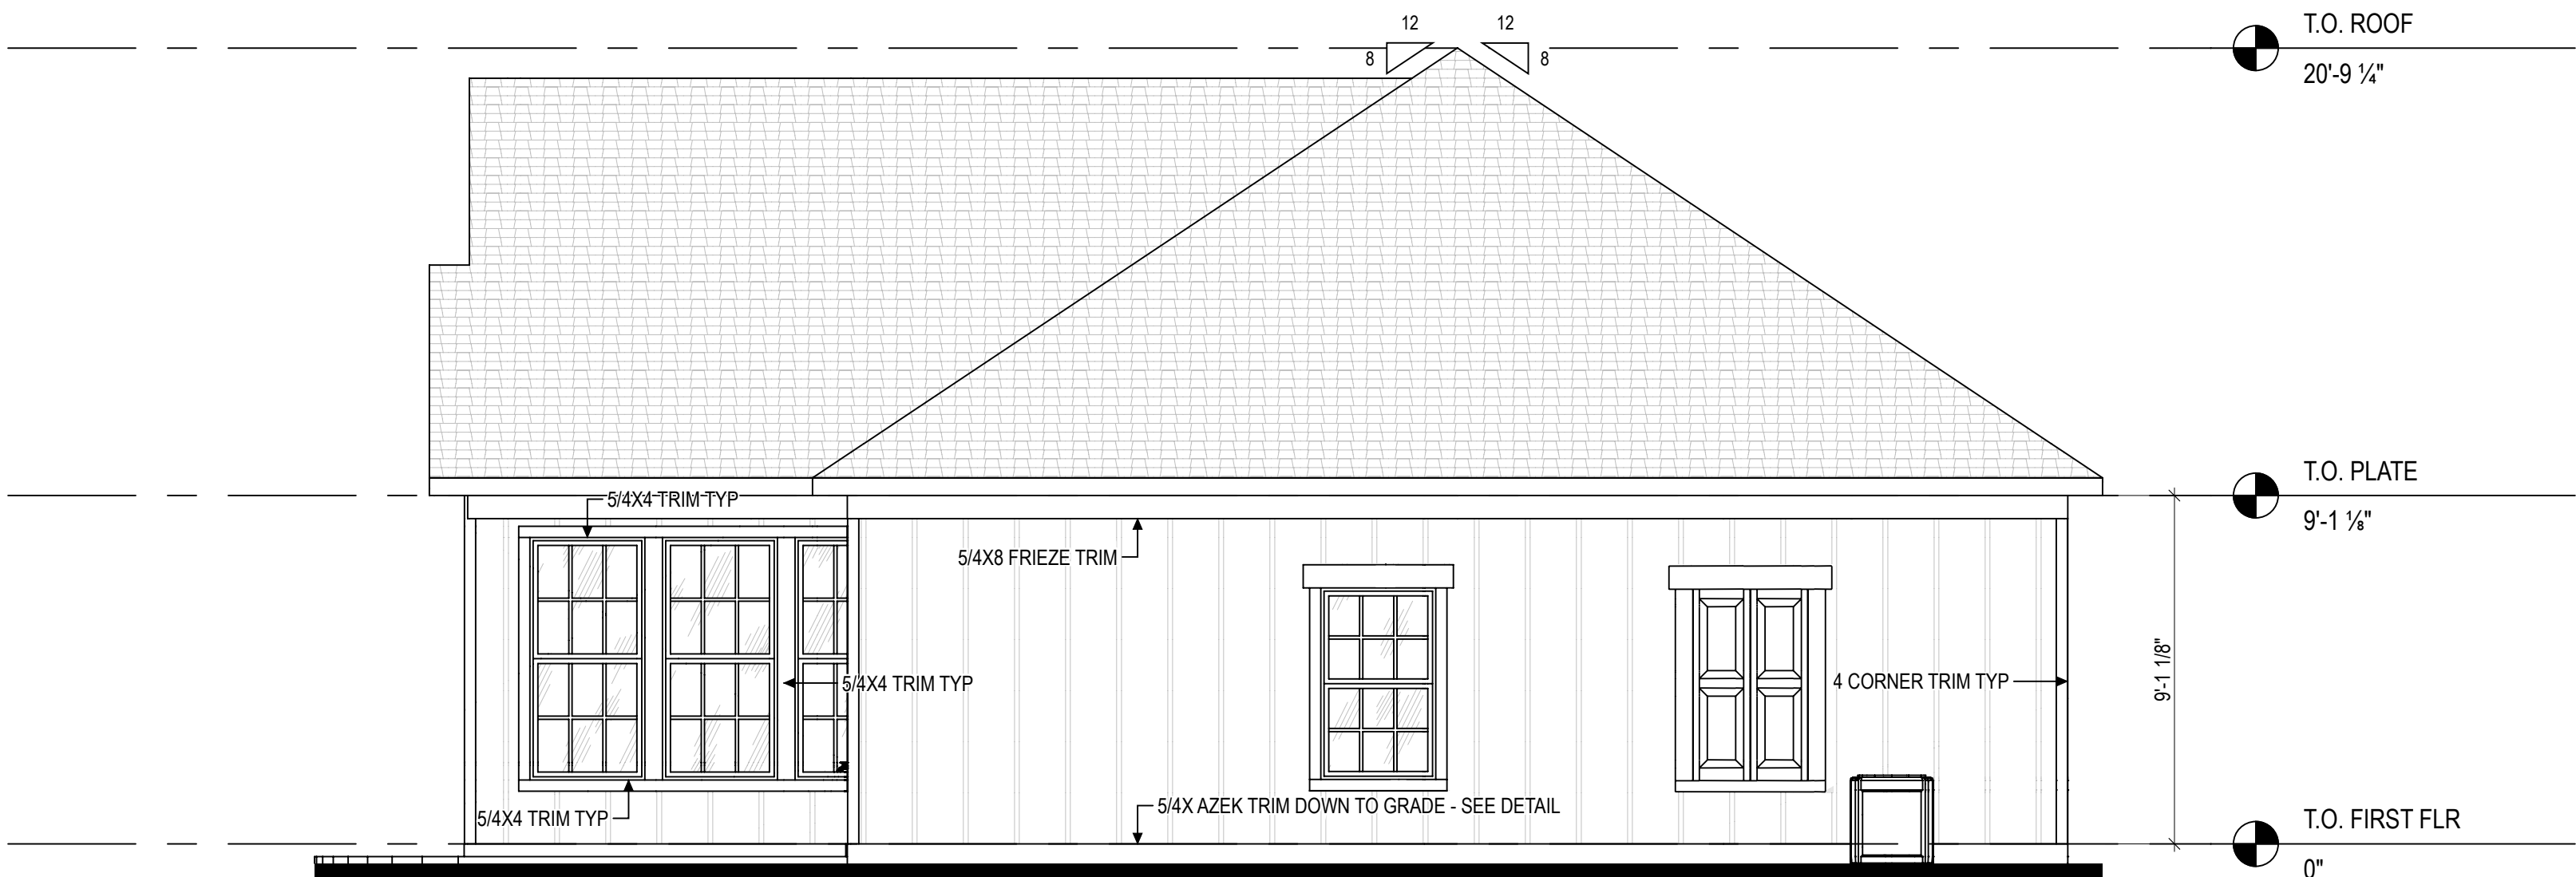 12
12
8
8
T.O. ROOF
20'-9 ¼"
T.O. PLATE
9'-1 ⅛"
5/4X4 TRIM TYP
5/4X8 FRIEZE TRIM
9'-1 1/8"
5/4X4 TRIM TYP
4 CORNER TRIM TYP
5/4X AZEK TRIM DOWN TO GRADE - SEE DETAIL
5/4X4 TRIM TYP
T.O. FIRST FLR
0"